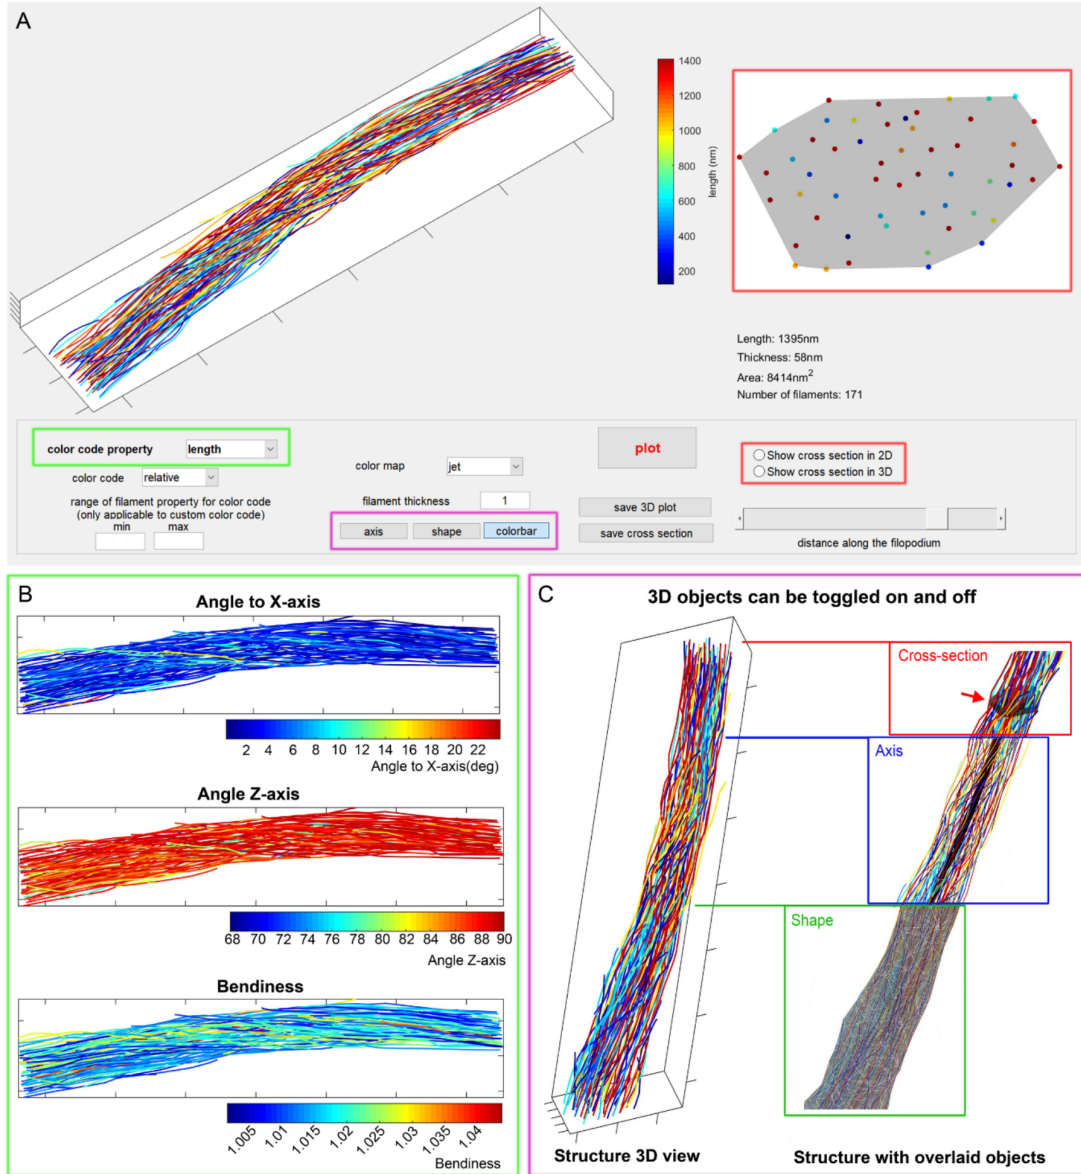 A
1400
1200
1000
800
600
400
200
length (nm)
Length: 1395nm
Thickness: 58nm
Area: 8414nm²
Number of filaments: 171
color code property length
color code relative
range of filament property for color code
(only applicable to custom color code)
min max
color map jet
filament thickness 1
axis shape colorbar
plot
save 3D plot
save cross section
Show cross section in 2D
Show cross section in 3D
distance along the filopodium
B
Angle to X-axis
2 4 6 8 10 12 14 16 18 20 22
Angle to X-axis(deg)
Angle Z-axis
68 70 72 74 76 78 80 82 84 86 88 90
Angle Z-axis
Bendiness
1.005 1.01 1.015 1.02 1.025 1.03 1.035 1.04
Bendiness
C
3D objects can be toggled on and off
Cross-section
Axis
Shape
Structure 3D view
Structure with overlaid objects